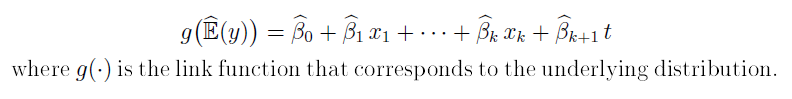 g(Ê(y)) = β̂₀ + β̂₁ x₁ + ··· + β̂ₖ xₖ + β̂ₖ₊₁ t
where g(·) is the link function that corresponds to the underlying distribution.